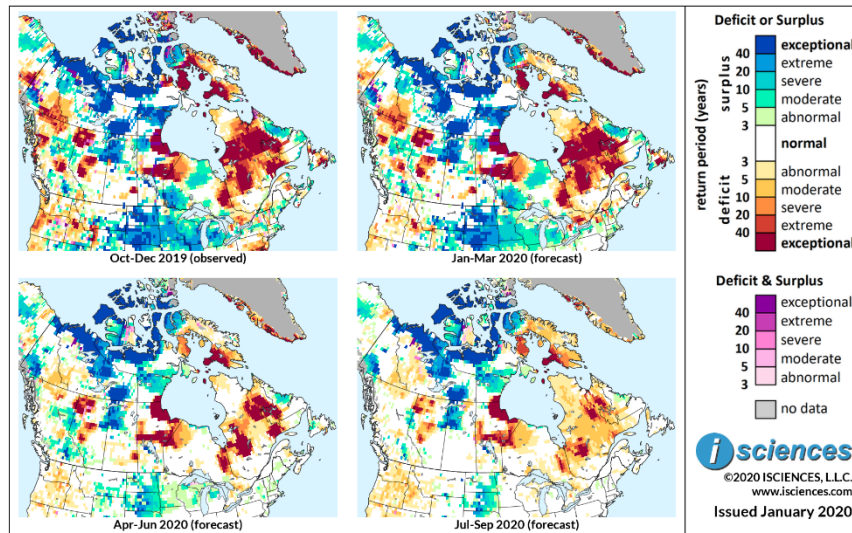 Oct-Dec 2019 (observed)
Jan-Mar 2020 (forecast)
Apr-Jun 2020 (forecast)
Jul-Sep 2020 (forecast)
Deficit or Surplus
return period (years)
surplus
deficit
exceptional
40
extreme
20
severe
10
moderate
5
abnormal
3
normal
3
abnormal
5
moderate
10
severe
20
extreme
40
exceptional
Deficit & Surplus
exceptional
40
extreme
20
severe
10
moderate
5
abnormal
3
no data
i sciences
©2020 ISCIENCES, L.L.C.
www.isciences.com
Issued January 2020